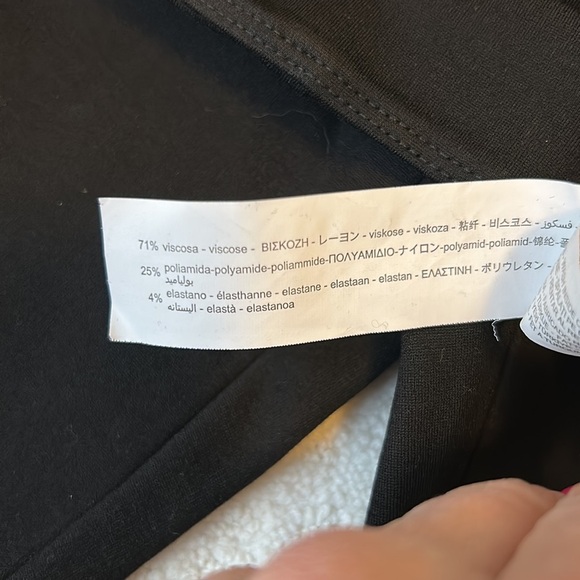 71% viscosa - viscose - ΒΙΣΚΟΖΗ - レーヨン - viskose - viskoza - 粘纤 - 비스코스 - فسكوز
25% poliamida-polyamide-poliammide-ΠΟΛΥΑΜΙΔΙΟ-ナイロン-polyamid-poliamid-锦纶-
بولياميد
4% elastano - élasthanne - elastane - elastaan - elastan - ΕΛΑΣΤΙΝΗ - ポリウレタン -
اليستانه - elastà - elastanoa